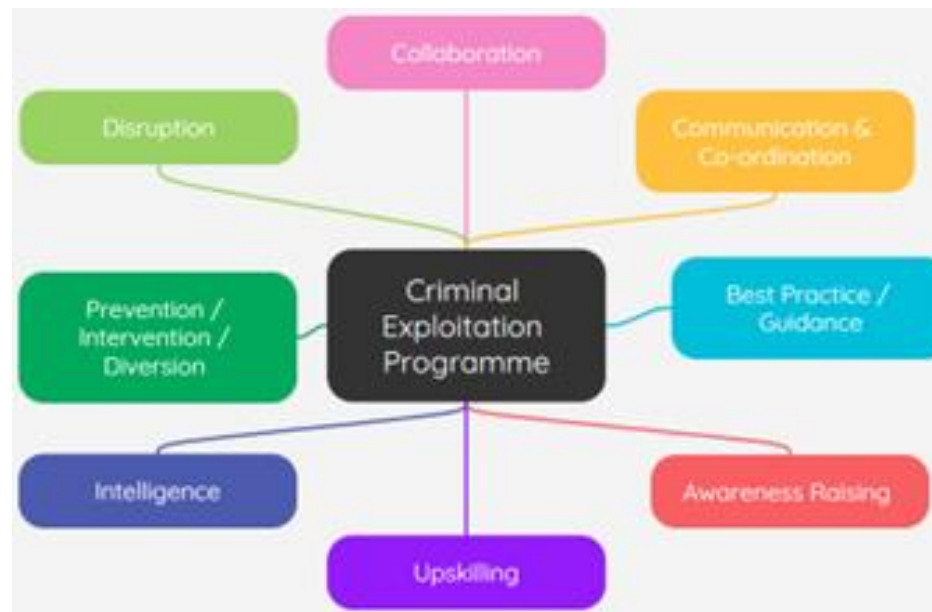 Collaboration
Disruption
Communication &
Co-ordination
Criminal
Exploitation
Programme
Prevention /
Intervention /
Diversion
Best Practice /
Guidance
Intelligence
Awareness Raising
Upskilling